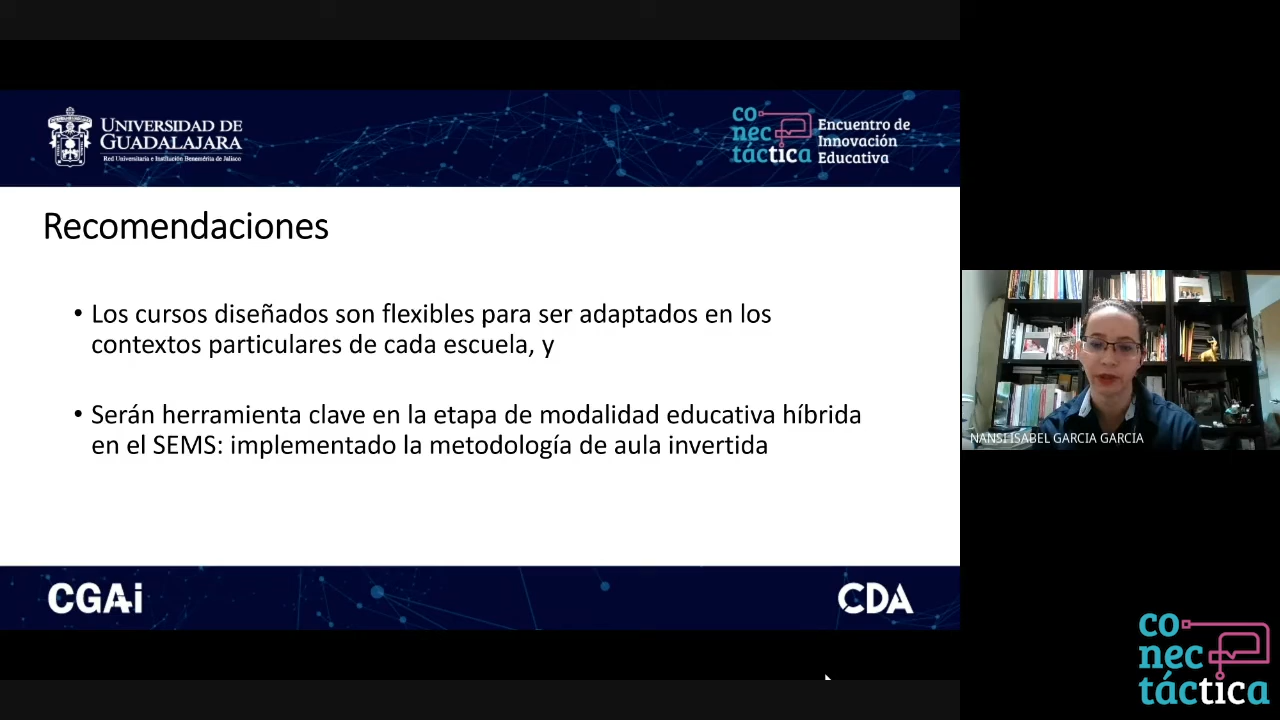 UNIVERSIDAD DE
GUADALAJARA
Red Universitaria e Institución Benemérita de Jalisco
co
nec
táctica
Encuentro de
Innovación
Educativa
Recomendaciones
• Los cursos diseñados son flexibles para ser adaptados en los
contextos particulares de cada escuela, y
• Serán herramienta clave en la etapa de modalidad educativa híbrida
en el SEMS: implementado la metodología de aula invertida
CGAi
CDA
NANSI ISABEL GARCIA GARCIA
co
nec
táctica